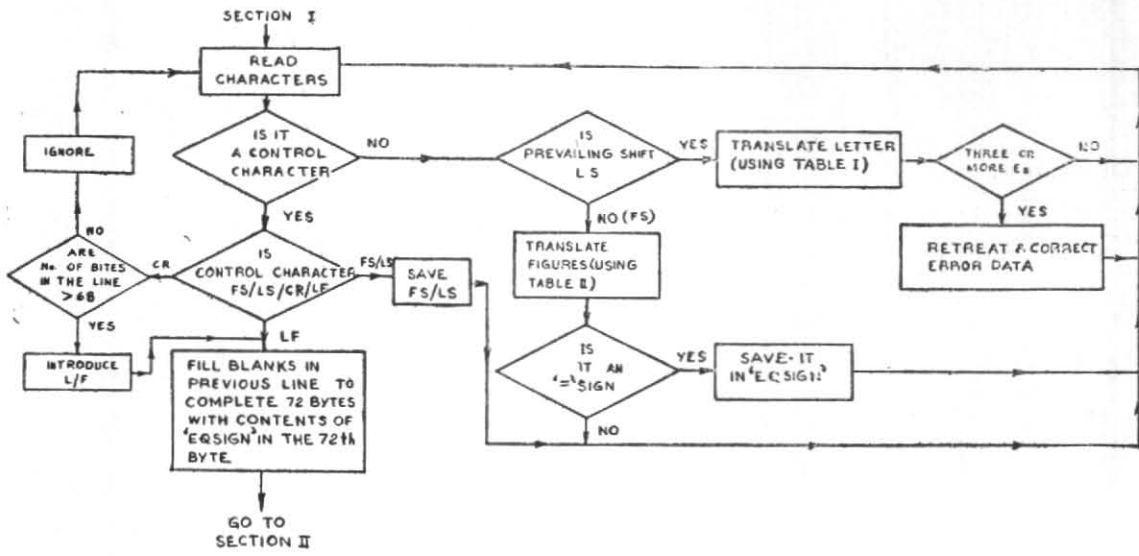 SECTION I
READ
CHARACTERS
IGNORE
IS IT
A CONTROL
CHARACTER
NO
YES
IS
PREVAILING SHIFT
LS
YES
NO (FS)
TRANSLATE LETTER
(USING TABLE I)
THREE OR
MORE Es
NO
YES
RETREAT & CORRECT
ERROR DATA
NO
ARE
No. OF BITES
IN THE LINE
>68
YES
CR
IS
CONTROL CHARACTER
FS/LS/CR/LF
FS/LS
LF
SAVE
FS/LS
TRANSLATE
FIGURES (USING
TABLE II)
INTRODUCE
L/F
FILL BLANKS IN
PREVIOUS LINE TO
COMPLETE 72 BYTES
WITH CONTENTS OF
'EQSIGN' IN THE 72th
BYTE
IS
IT AN
'=' SIGN
YES
NO
SAVE-IT
IN 'EQSIGN'
GO TO
SECTION II